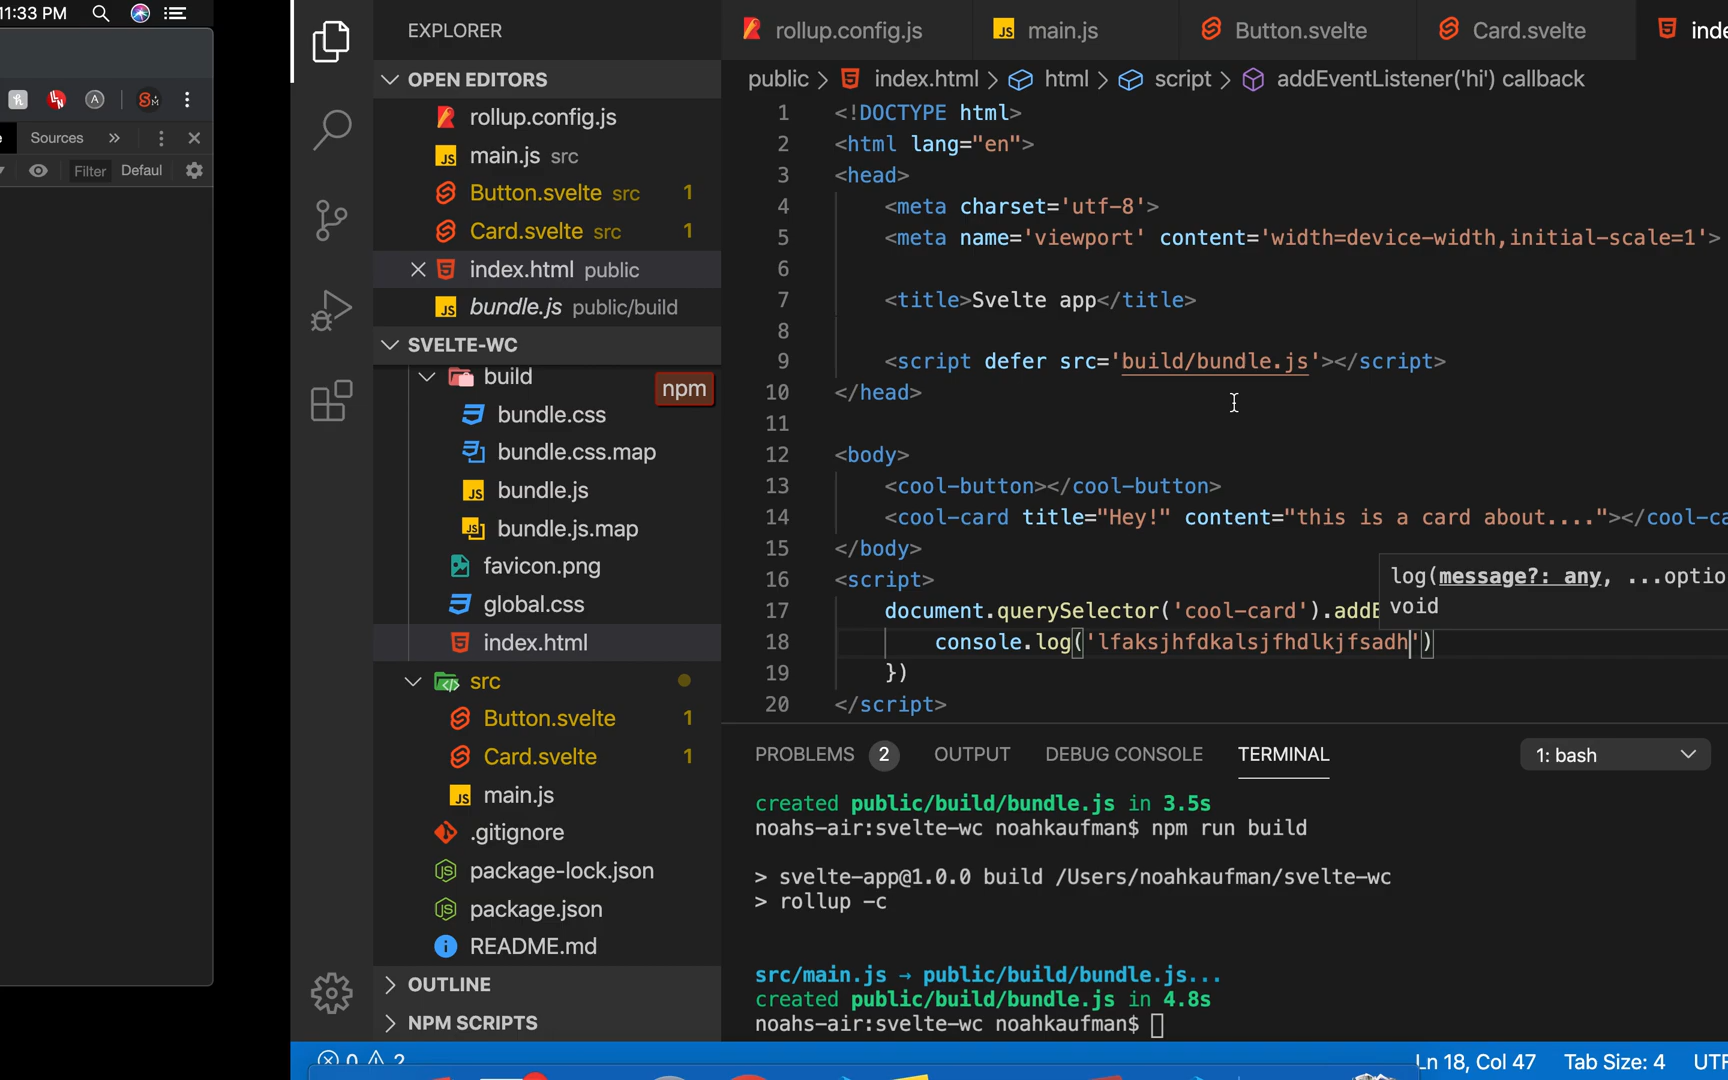 11:33 PM
Sources
Filter
Defaul
EXPLORER
OPEN EDITORS
rollup.config.js
main.js src
Button.svelte src 1
Card.svelte src 1
index.html public
bundle.js public/build
SVELTE-WC
build
npm
bundle.css
bundle.css.map
bundle.js
bundle.js.map
favicon.png
global.css
index.html
src
Button.svelte 1
Card.svelte 1
main.js
.gitignore
package-lock.json
package.json
README.md
OUTLINE
NPM SCRIPTS
rollup.config.js
main.js
Button.svelte
Card.svelte
public > index.html > html > script > addEventListener('hi') callback
1 <!DOCTYPE html>
2 <html lang="en">
3 <head>
4 <meta charset='utf-8'>
5 <meta name='viewport' content='width=device-width,initial-scale=1'>
6
7 <title>Svelte app</title>
8
9 <script defer src='build/bundle.js'></script>
10 </head>
11
12 <body>
13 <cool-button></cool-button>
14 <cool-card title="Hey!" content="this is a card about...."></cool-ca
15 </body>
16 <script>
17 document.querySelector('cool-card').addE
18 console.log('lfaksjhfdkalsjfhdlkjfsadh')
19 })
20 </script>
log(message?: any, ...optio
void
PROBLEMS 2 OUTPUT DEBUG CONSOLE TERMINAL 1: bash
created public/build/bundle.js in 3.5s
noahs-air:svelte-wc noahkaufman$ npm run build
> svelte-app@1.0.0 build /Users/noahkaufman/svelte-wc
> rollup -c
src/main.js → public/build/bundle.js...
created public/build/bundle.js in 4.8s
noahs-air:svelte-wc noahkaufman$
0 2
Ln 18, Col 47 Tab Size: 4 UTF